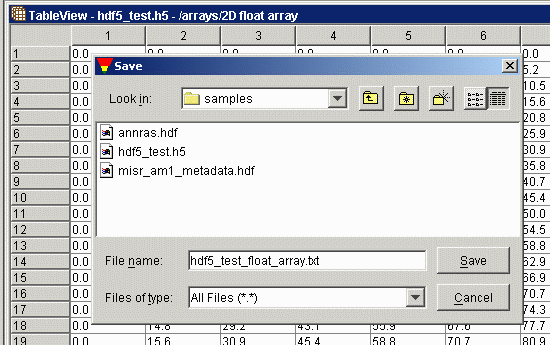 TableView - hdf5_test.h5 - /arrays/2D float array
1 2 3 4 5 6
1 0.0 0.0 0.0 0.0 0.0 0.0 0.0
2 0.0 5.2
3 0.0 10.5
4 0.0 15.6
5 0.0 20.8
6 0.0 25.9
7 0.0 30.9
8 0.0 35.8
9 0.0 40.7
10 0.0 45.4
11 0.0 50.0
12 0.0 54.5
13 0.0 58.8
14 0.0 62.9
15 0.0 66.9
16 0.0 70.7
17 0.0 74.3
18 0.0 14.8 29.2 43.1 55.9 67.6 77.7
19 0.0 15.6 30.9 45.4 58.8 70.7 80.9
Save
Look in: samples
annras.hdf
hdf5_test.h5
misr_am1_metadata.hdf
File name: hdf5_test_float_array.txt Save
Files of type: All Files (*.*) Cancel